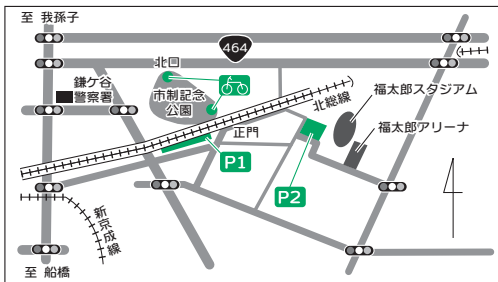 至 我孫子
464
北口
鎌ケ谷
警察署
市制記念
公園
北総線
福太郎スタジアム
正門
福太郎アリーナ
P1
P2
新京成線
至 船橋